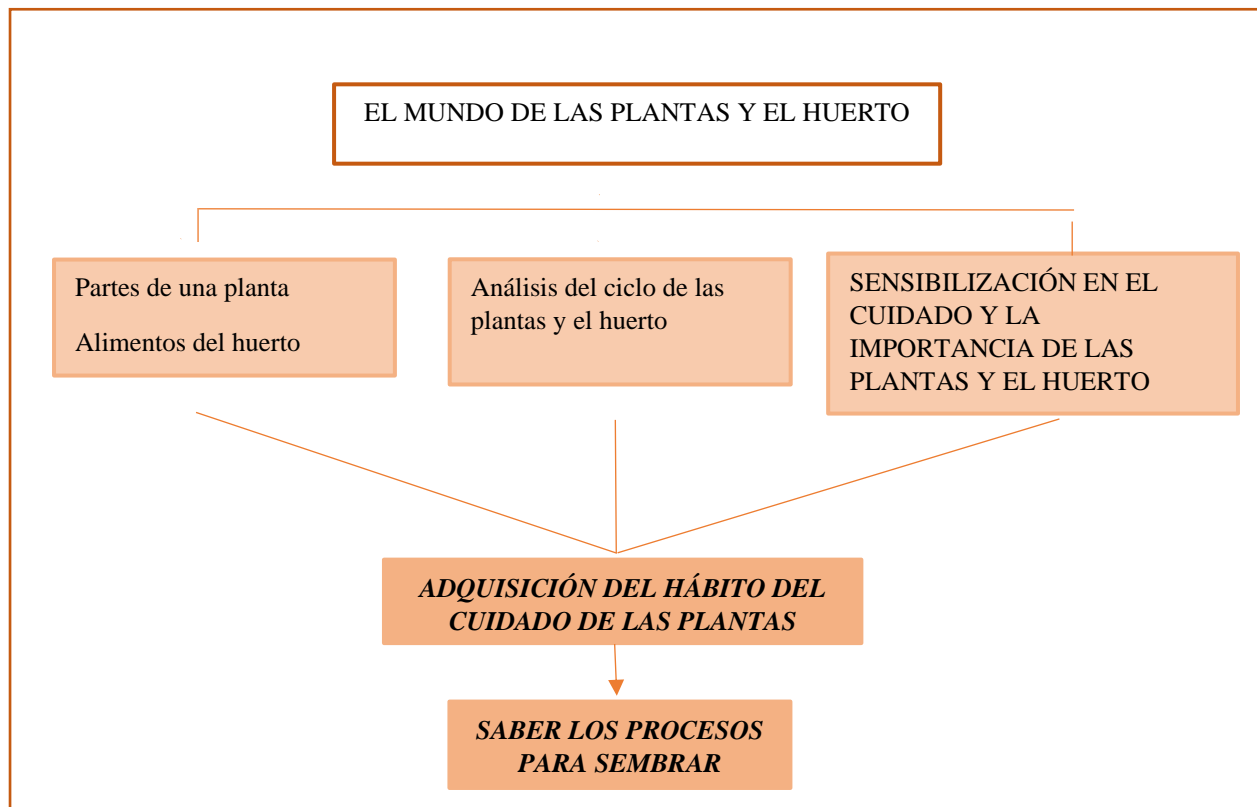 EL MUNDO DE LAS PLANTAS Y EL HUERTO
Partes de una planta
Alimentos del huerto
Análisis del ciclo de las
plantas y el huerto
SENSIBILIZACIÓN EN EL
CUIDADO Y LA
IMPORTANCIA DE LAS
PLANTAS Y EL HUERTO
ADQUISICIÓN DEL HÁBITO DEL
CUIDADO DE LAS PLANTAS
SABER LOS PROCESOS
PARA SEMBRAR